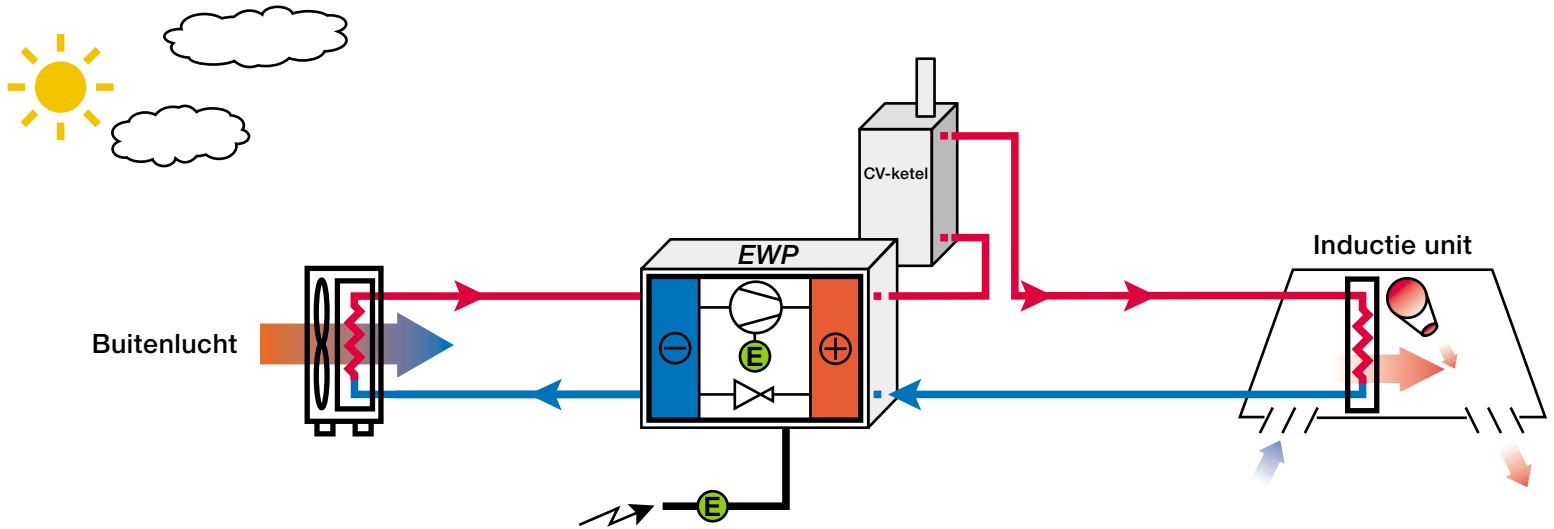 CV-ketel
EWP
Inductie unit
Buitenlucht
E
E